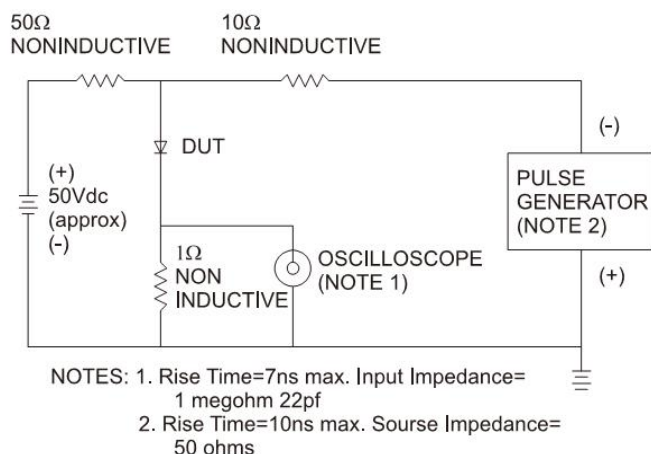 50Ω
NONINDUCTIVE
10Ω
NONINDUCTIVE
DUT
(+)
50Vdc
(approx)
(-)
1Ω
NON
INDUCTIVE
OSCILLOSCOPE
(NOTE 1)
(-)
PULSE
GENERATOR
(NOTE 2)
(+)
NOTES: 1. Rise Time=7ns max. Input Impedance=
1 megohm 22pf
2. Rise Time=10ns max. Sourse Impedance=
50 ohms